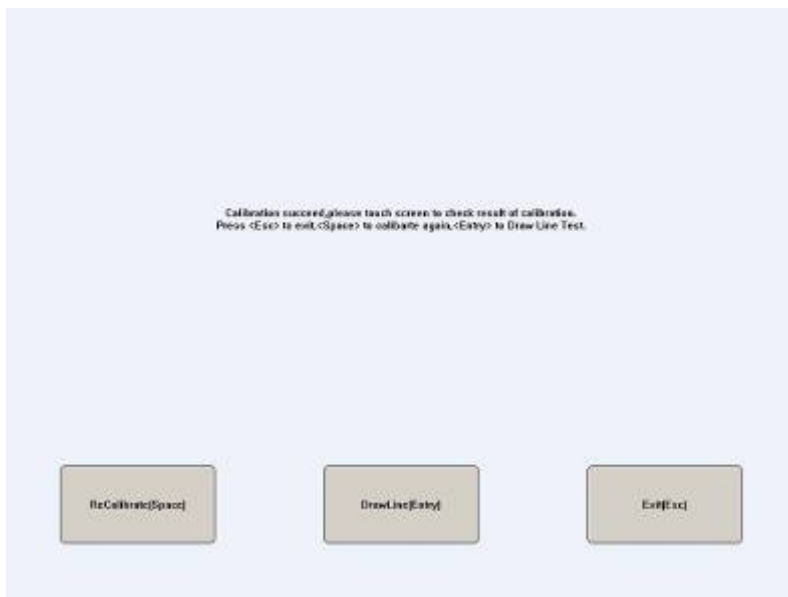 Calibration succeed,please touch screen to check result of calibration.
Press <Esc> to exit,<Space> to calibarte again,<Entry> to Draw Line Test.
ReCalibrate(Space)
DrawLine(Entry)
Exit(Esc)